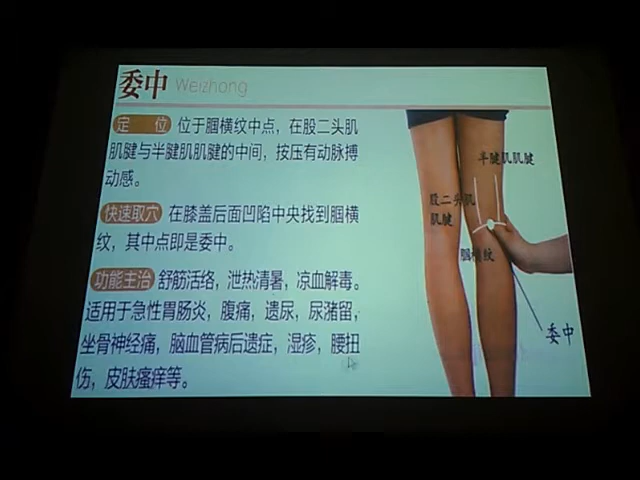 委中 Weizhong
定 位 位于腘横纹中点，在股二头肌
肌腱与半腱肌肌腱的中间，按压有动脉搏
动感。
快速取穴 在膝盖后面凹陷中央找到腘横
纹，其中点即是委中。
功能主治 舒筋活络，泄热清暑，凉血解毒。
适用于急性胃肠炎，腹痛，遗尿，尿潴留，
坐骨神经痛，脑血管病后遗症，湿疹，腰扭
伤，皮肤瘙痒等。
半腱肌肌腱
股二头肌
肌腱
腘横纹
委中